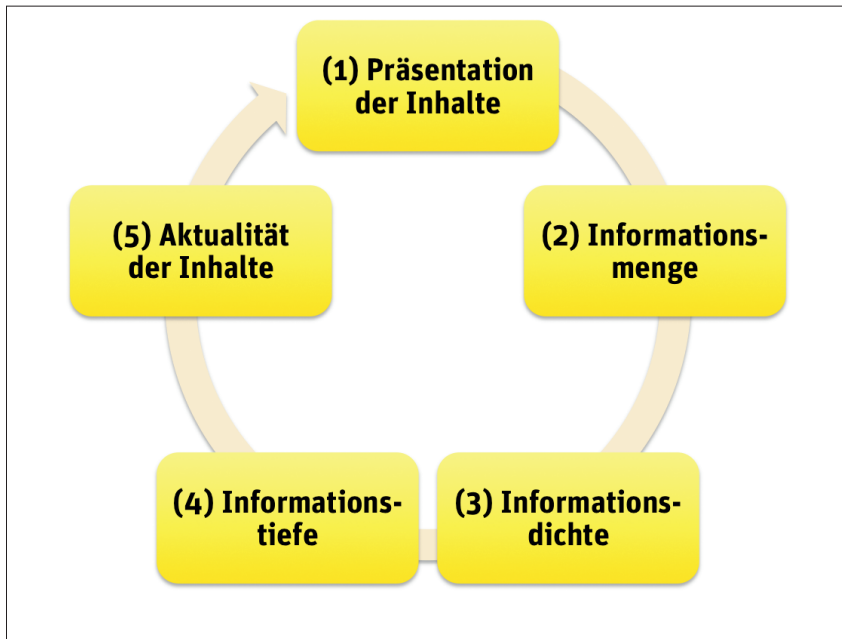 (1) Präsentation
der Inhalte
(2) Informations-
menge
(3) Informations-
dichte
(4) Informations-
tiefe
(5) Aktualität
der Inhalte